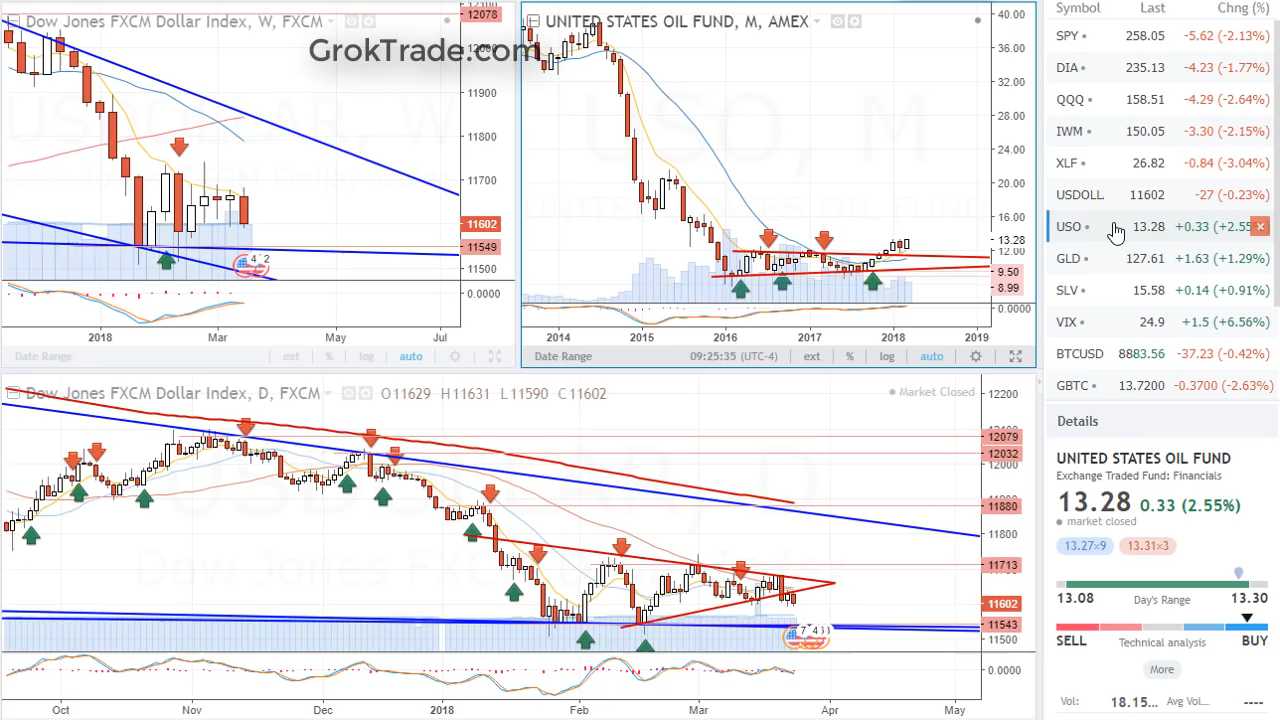 Dow Jones FXCM Dollar Index, W, FXCM
12078
12000
11900
11800
11700
11602
11549
11500
4 2
0.0000
2018 Mar May Jul
Date Range ext % log auto
GrokTrade.com
UNITED STATES OIL FUND, M, AMEX
40.00
36.00
32.00
28.00
24.00
20.00
16.00
13.28
12.00
9.50
8.99
0.0000
2014 2015 2016 2017 2018 2019
Date Range 09:25:35 (UTC-4) ext % log auto
Dow Jones FXCM Dollar Index, D, FXCM O11629 H11631 L11590 C11602 Market Closed
12200
12079
12032
12000
11880
11800
11713
11602
11543
11500
0.0000
Oct Nov Dec 2018 Feb Mar Apr May
Symbol Last Chng (%)
SPY 258.05 -5.62 (-2.13%)
DIA 235.13 -4.23 (-1.77%)
QQQ 158.51 -4.29 (-2.64%)
IWM 150.05 -3.30 (-2.15%)
XLF 26.82 -0.84 (-3.04%)
USDOLL 11602 -27 (-0.23%)
USO 13.28 +0.33 (+2.55%
GLD 127.61 +1.63 (+1.29%)
SLV 15.58 +0.14 (+0.91%)
VIX 24.9 +1.5 (+6.56%)
BTCUSD 8883.56 -37.23 (-0.42%)
GBTC 13.7200 -0.3700 (-2.63%)
Details
UNITED STATES OIL FUND
Exchange Traded Fund: Financials
13.28 0.33 (2.55%)
market closed
13.27×9 13.31×3
13.08 Day's Range 13.30
SELL Technical analysis BUY
More
Vol: 18.15... Avg Vol... ----